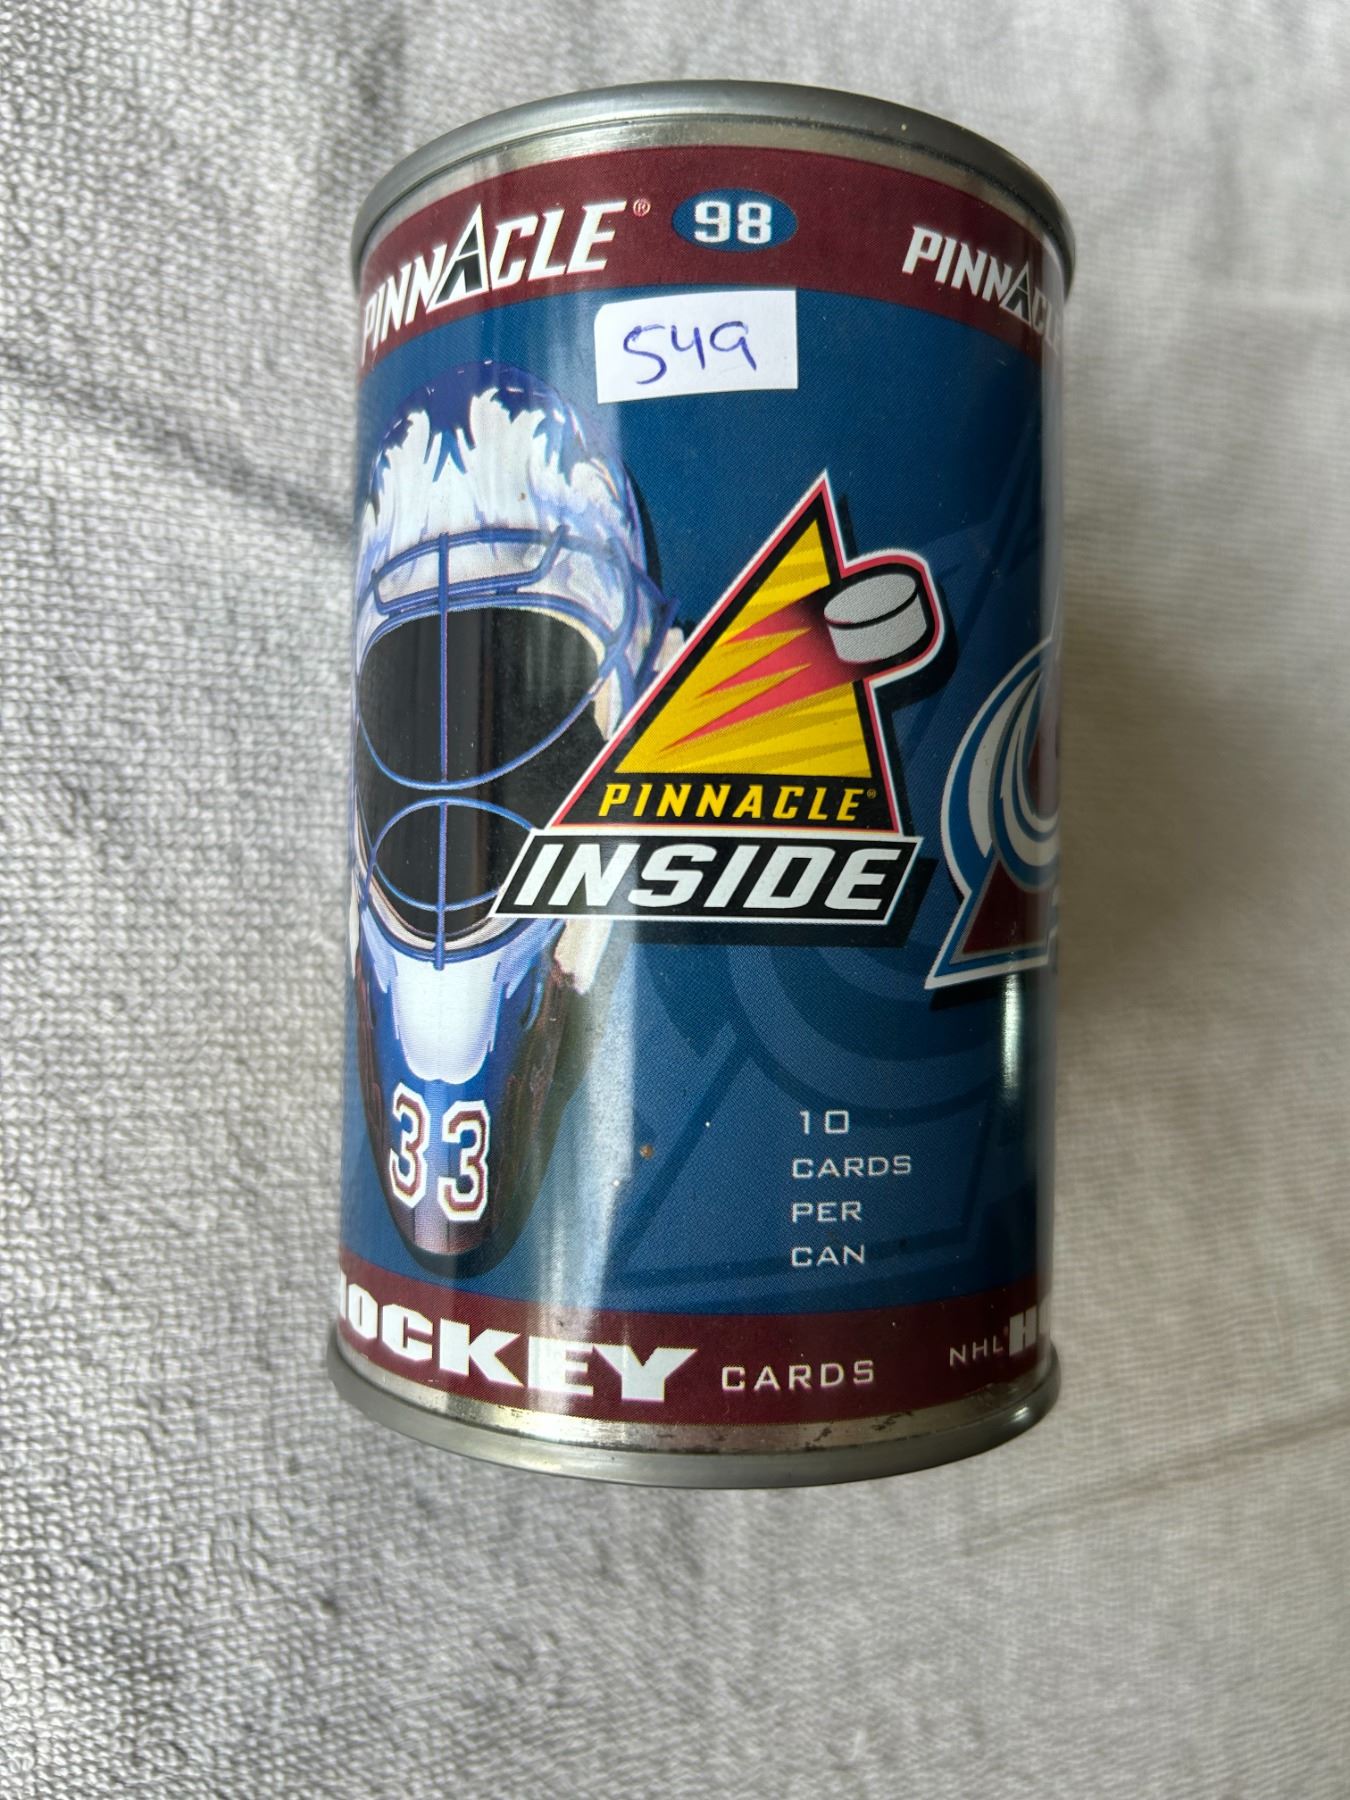 PINNACLE® 98
PINNACLE
549
PINNACLE®
INSIDE
33
10
CARDS
PER
CAN
HOCKEY CARDS
NHL H